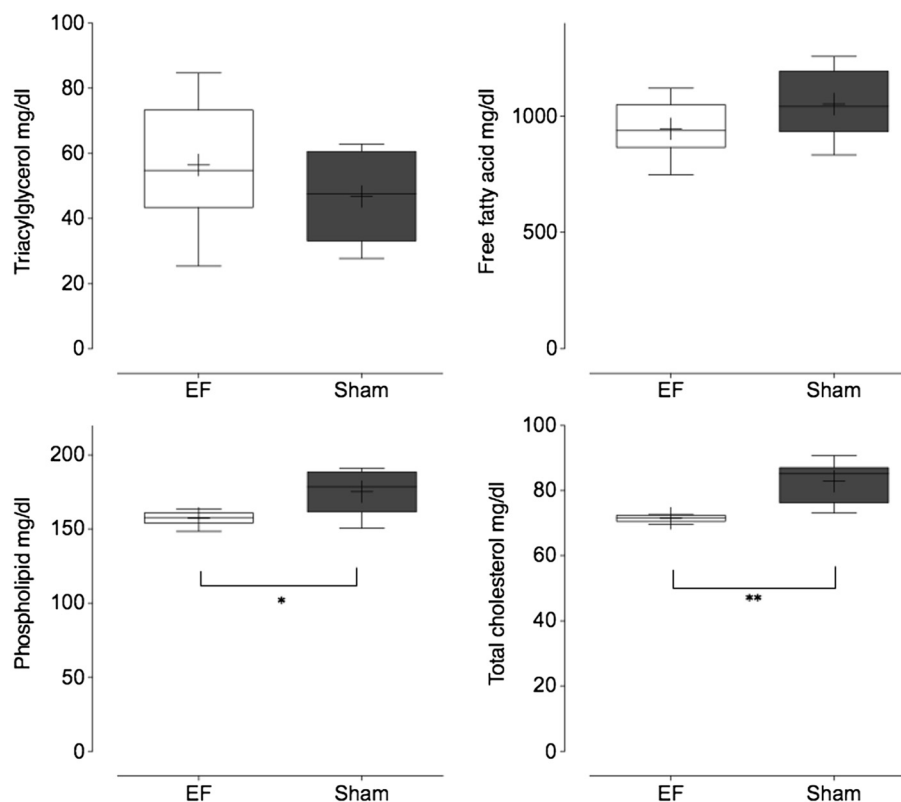 Triacylglycerol mg/dl
100
80
60
40
20
0
EF
Sham
Free fatty acid mg/dl
1000
500
0
EF
Sham
Phospholipid mg/dl
200
150
100
50
0
*
EF
Sham
Total cholesterol mg/dl
100
80
60
40
20
0
**
EF
Sham